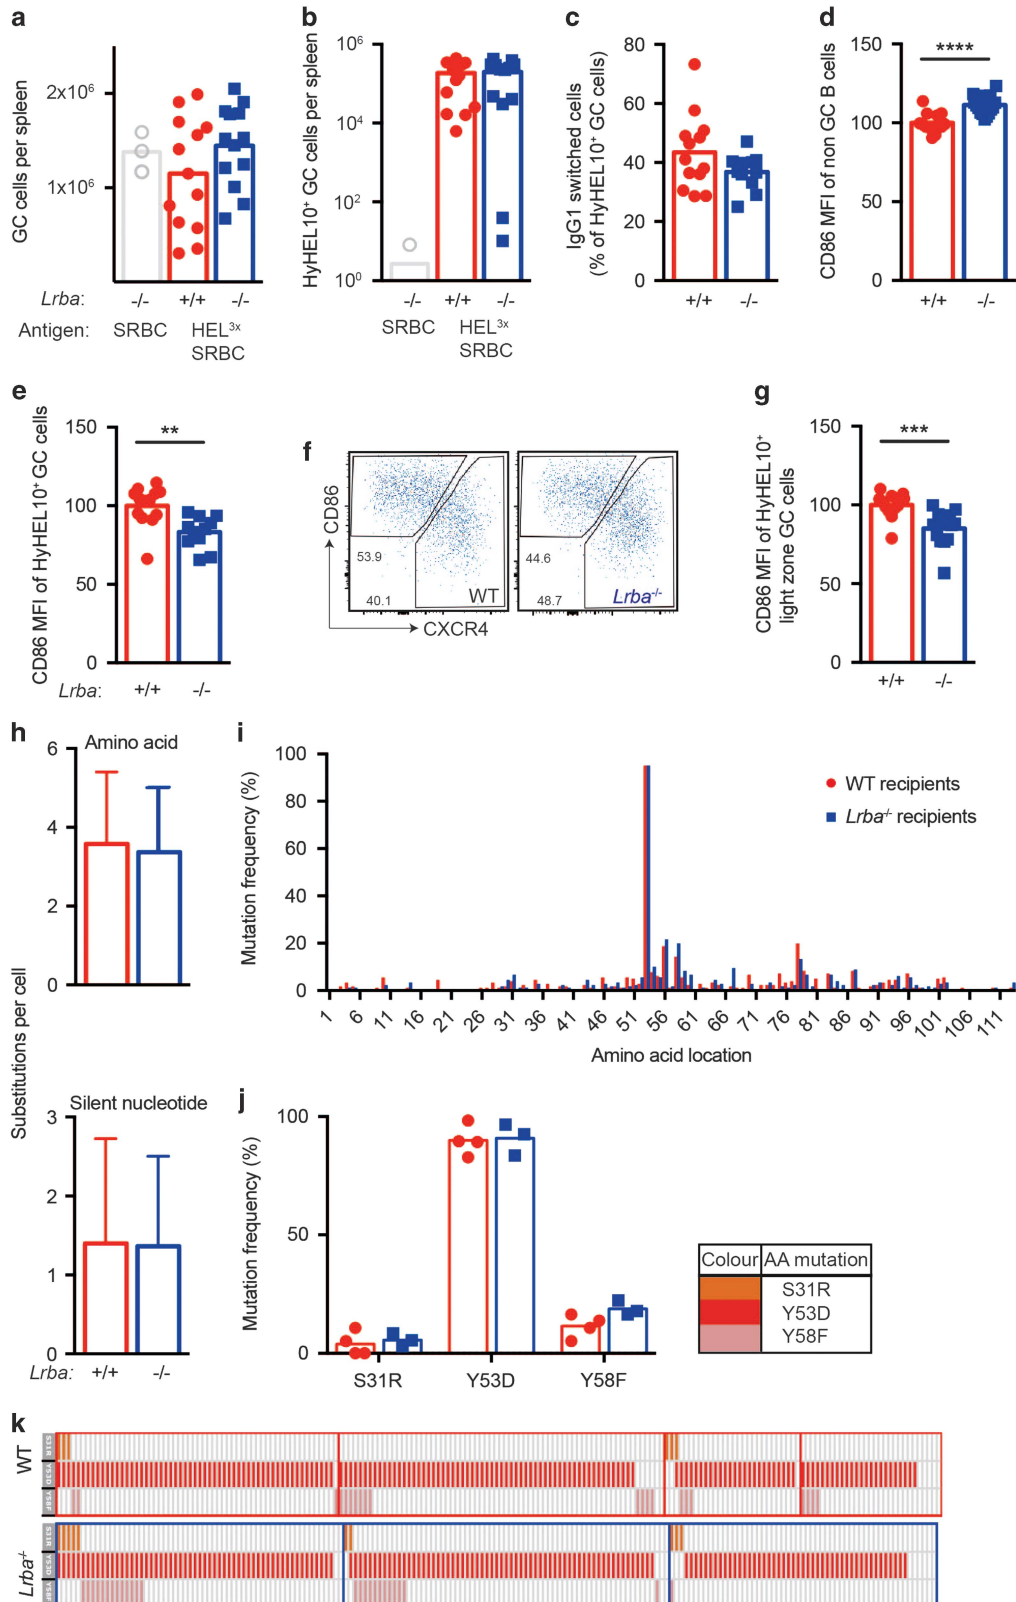 a
GC cells per spleen
2x10⁶
1x10⁶
Lrba:
-/-
+/+
-/-
Antigen:
SRBC
HEL³ˣ
SRBC
b
HyHEL10⁺ GC cells per spleen
10⁶
10⁴
10²
10⁰
-/-
+/+
-/-
SRBC
HEL³ˣ
SRBC
c
IgG1 switched cells
(% of HyHEL10⁺ GC cells)
80
60
40
20
0
+/+
-/-
d
CD86 MFI of non GC B cells
150
100
50
0
****
+/+
-/-
e
CD86 MFI of HyHEL10⁺ GC cells
150
100
50
0
**
Lrba:
+/+
-/-
f
CD86
53.9
40.1
WT
44.6
48.7
Lrba⁻/⁻
CXCR4
g
CD86 MFI of HyHEL10⁺
light zone GC cells
150
100
50
0
***
+/+
-/-
h
Substitutions per cell
Amino acid
6
4
2
0
Silent nucleotide
3
2
1
0
Lrba:
+/+
-/-
i
Mutation frequency (%)
100
80
60
40
20
0
WT recipients
Lrba⁻/⁻ recipients
1 6 11 16 21 26 31 36 41 46 51 56 61 66 71 76 81 86 91 96 101 106 111
Amino acid location
j
Mutation frequency (%)
100
50
0
S31R
Y53D
Y58F
Colour AA mutation
S31R
Y53D
Y58F
k
WT
S31R
Y53D
Y58F
Lrba⁻/⁻
S31R
Y53D
Y58F